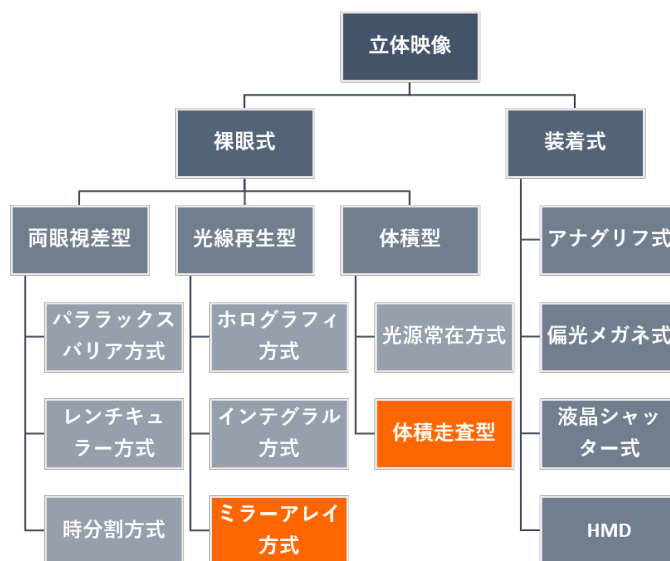 立体映像
裸眼式
装着式
両眼視差型
光線再生型
体積型
アナグリフ式
パララックス
バリア方式
ホログラフィ
方式
光源常在方式
偏光メガネ式
レンチキュ
ラー方式
インテグラル
方式
体積走査型
液晶シャッ
ター式
時分割方式
ミラーアレイ
方式
HMD